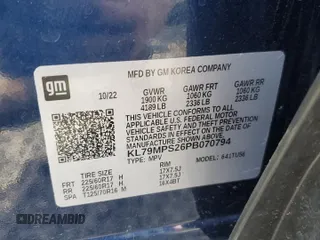 gm
MFD BY GM KOREA COMPANY
10/22 GVWR GAWR FRT GAWR RR
1900 KG 1060 KG 1060 KG
4189 LB 2336 LB 2336 LB
THIS VEHICLE CONFORMS TO ALL APPLICABLE U.S.
FEDERAL MOTOR VEHICLE SAFETY, BUMPER, AND
THEFT PREVENTION STANDARDS IN EFFECT ON THE
DATE OF MANUFACTURE SHOWN ABOVE.
KL79MPS26PB070794
TYPE: MPV MODEL:
TIRE RIM
FRT 225/60R17 H 17X7.5J
RR 225/60R17 H 17X7.5J
SPA T125/70R16 M 16X4BT
DREAMBID